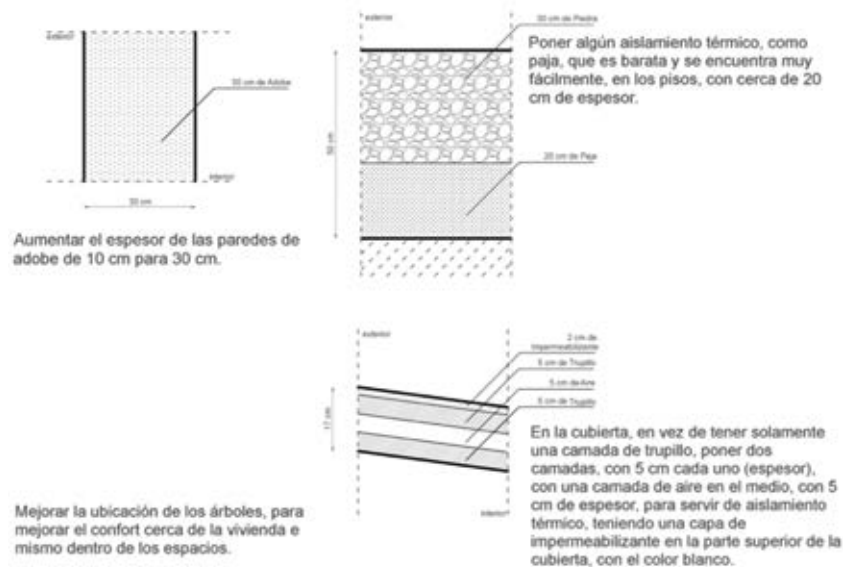 exterior
30 cm de Adobe
interior
30 cm
Aumentar el espesor de las paredes de
adobe de 10 cm para 30 cm.
exterior
30 cm de Piedra
50 cm
20 cm de Paja
Poner algún aislamiento térmico, como
paja, que es barata y se encuentra muy
fácilmente, en los pisos, con cerca de 20
cm de espesor.
exterior
2 cm de
Impermeabilizante
5 cm de Trupillo
5 cm de Aire
5 cm de Trupillo
17 cm
interior
Mejorar la ubicación de los árboles, para
mejorar el confort cerca de la vivienda e
mismo dentro de los espacios.
En la cubierta, en vez de tener solamente
una camada de trupillo, poner dos
camadas, con 5 cm cada uno (espesor),
con una camada de aire en el medio, con 5
cm de espesor, para servir de aislamiento
térmico, teniendo una capa de
impermeabilizante en la parte superior de la
cubierta, con el color blanco.